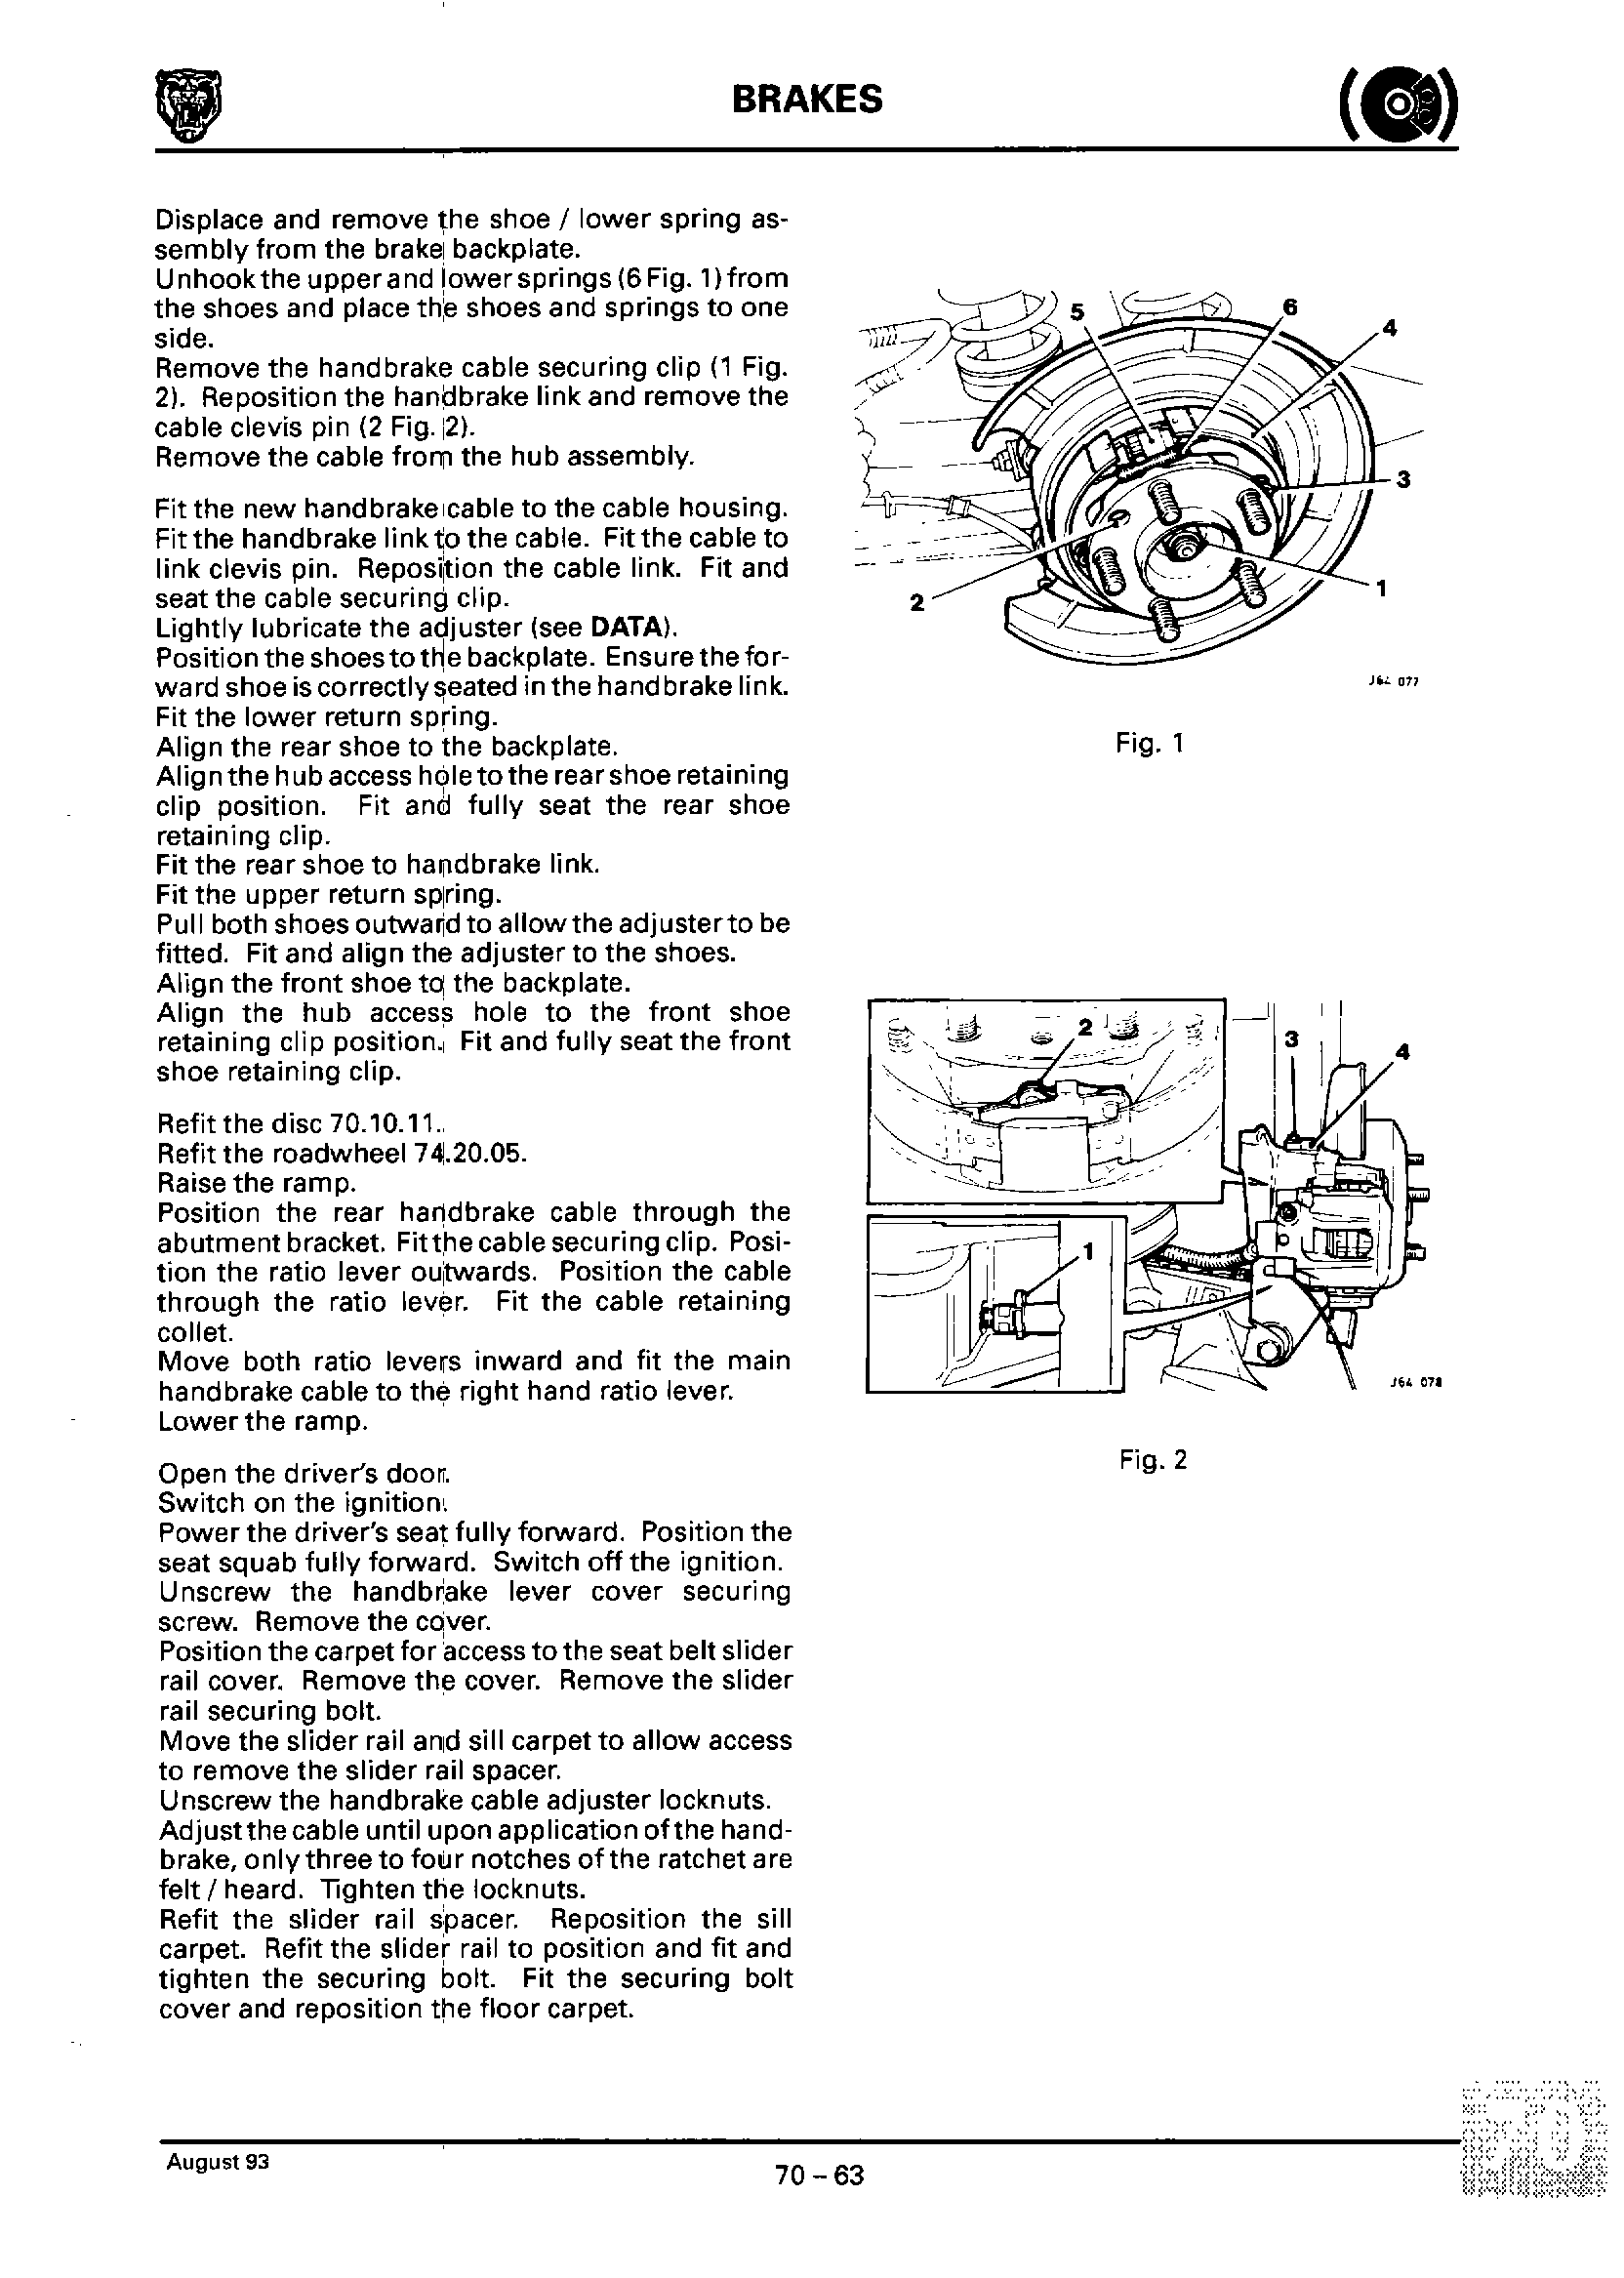 BRAKES
Displace and remove the shoe / lower spring as-
sembly from the brake backplate.
Unhook the upper and lower springs (6 Fig. 1) from
the shoes and place the shoes and springs to one
side.
Remove the handbrake cable securing clip (1 Fig.
2). Reposition the handbrake link and remove the
cable clevis pin (2 Fig. 2).
Remove the cable from the hub assembly.
Fit the new handbrake cable to the cable housing.
Fit the handbrake link to the cable. Fit the cable to
link clevis pin. Reposition the cable link. Fit and
seat the cable securing clip.
Lightly lubricate the adjuster (see DATA).
Position the shoes to the backplate. Ensure the for-
ward shoe is correctly seated in the handbrake link.
Fit the lower return spring.
Align the rear shoe to the backplate.
Align the hub access hole to the rear shoe retaining
clip position. Fit and fully seat the rear shoe
retaining clip.
Fit the rear shoe to handbrake link.
Fit the upper return spring.
Pull both shoes outward to allow the adjuster to be
fitted. Fit and align the adjuster to the shoes.
Align the front shoe to the backplate.
Align the hub access hole to the front shoe
retaining clip position. Fit and fully seat the front
shoe retaining clip.
Refit the disc 70.10.11.
Refit the roadwheel 74.20.05.
Raise the ramp.
Position the rear handbrake cable through the
abutment bracket. Fit the cable securing clip. Posi-
tion the ratio lever outwards. Position the cable
through the ratio lever. Fit the cable retaining
collet.
Move both ratio levers inward and fit the main
handbrake cable to the right hand ratio lever.
Lower the ramp.
Open the driver's door.
Switch on the ignition.
Power the driver's seat fully forward. Position the
seat squab fully forward. Switch off the ignition.
Unscrew the handbrake lever cover securing
screw. Remove the cover.
Position the carpet for access to the seat belt slider
rail cover. Remove the cover. Remove the slider
rail securing bolt.
Move the slider rail and sill carpet to allow access
to remove the slider rail spacer.
Unscrew the handbrake cable adjuster locknuts.
Adjust the cable until upon application of the hand-
brake, only three to four notches of the ratchet are
felt / heard. Tighten the locknuts.
Refit the slider rail spacer. Reposition the sill
carpet. Refit the slider rail to position and fit and
tighten the securing bolt. Fit the securing bolt
cover and reposition the floor carpet.
5
6
4
3
2
1
J64 077
Fig. 1
2
3
4
1
J64 078
Fig. 2
August 93
70 – 63
70